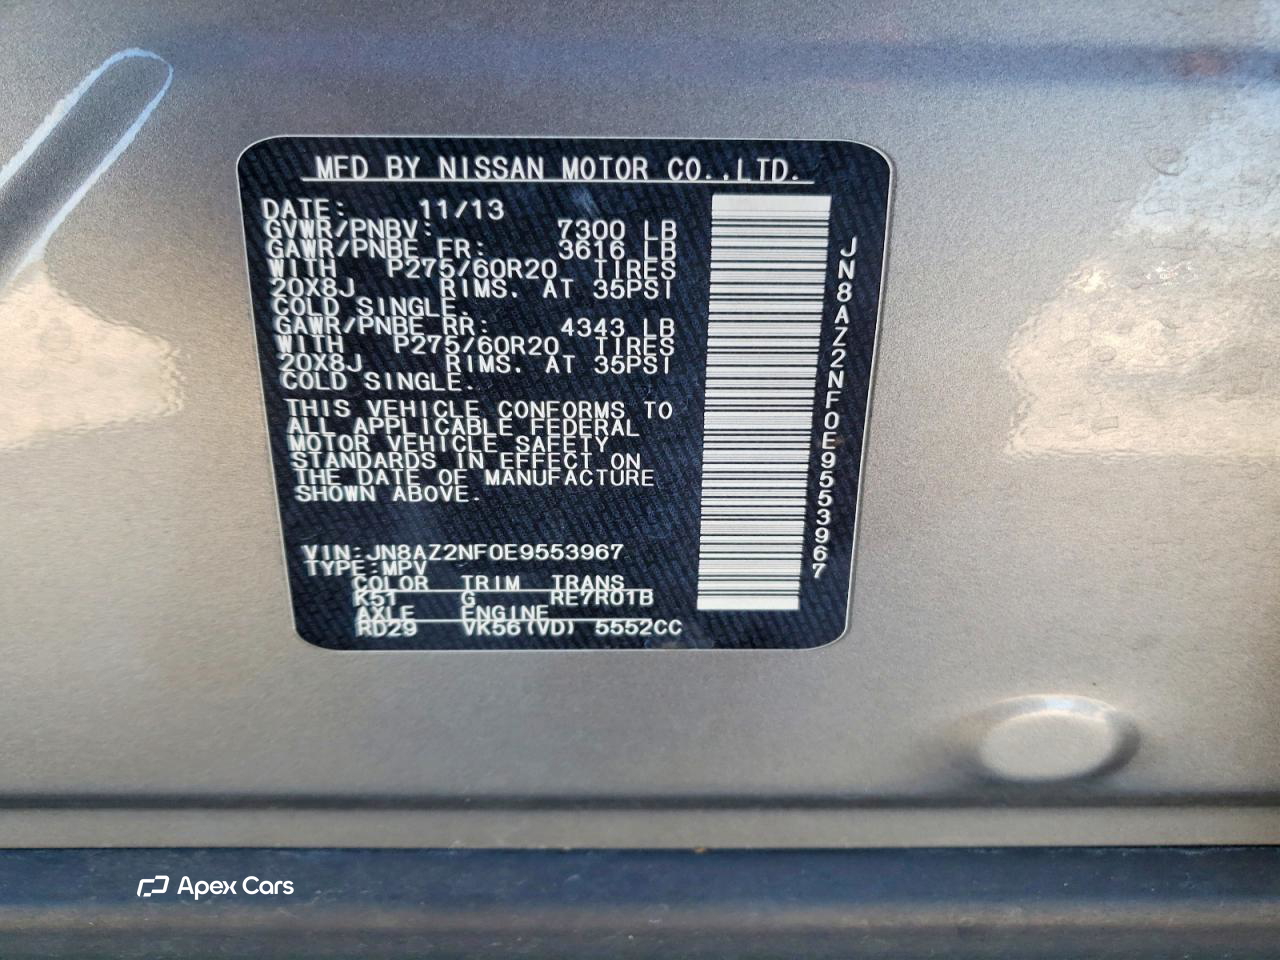 MFD BY NISSAN MOTOR CO.,LTD.
DATE: 11/13
GVWR/PNBV: 7300 LB
GAWR/PNBE FR: 3616 LB
WITH P275/60R20 TIRES
20X8J RIMS. AT 35PSI
COLD SINGLE.
GAWR/PNBE RR: 4343 LB
WITH P275/60R20 TIRES
20X8J RIMS. AT 35PSI
COLD SINGLE.
THIS VEHICLE CONFORMS TO
ALL APPLICABLE FEDERAL
MOTOR VEHICLE SAFETY
STANDARDS IN EFFECT ON
THE DATE OF MANUFACTURE
SHOWN ABOVE.
VIN:JN8AZ2NF0E9553967
TYPE:MPV
COLOR TRIM TRANS
K51 G RE7R01B
AXLE ENGINE
RD29 VK56(VD) 5552CC
JN8AZ2NF0E9553967
Apex Cars